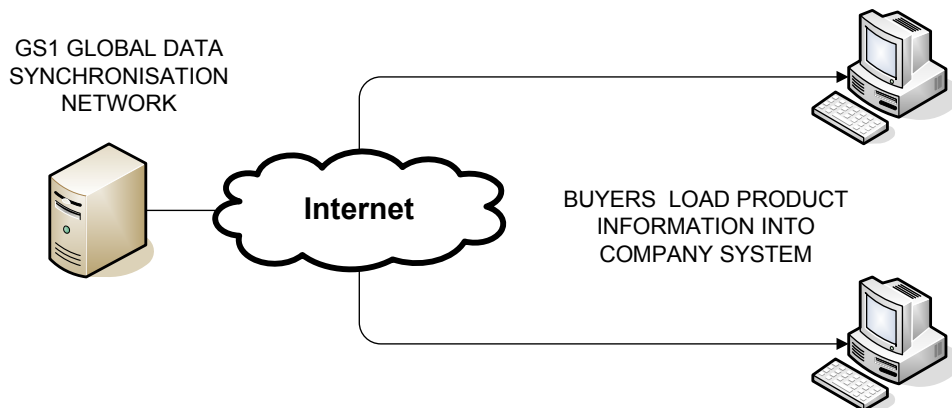 GS1 GLOBAL DATA
SYNCHRONISATION
NETWORK
Internet
BUYERS  LOAD PRODUCT
INFORMATION INTO
COMPANY SYSTEM